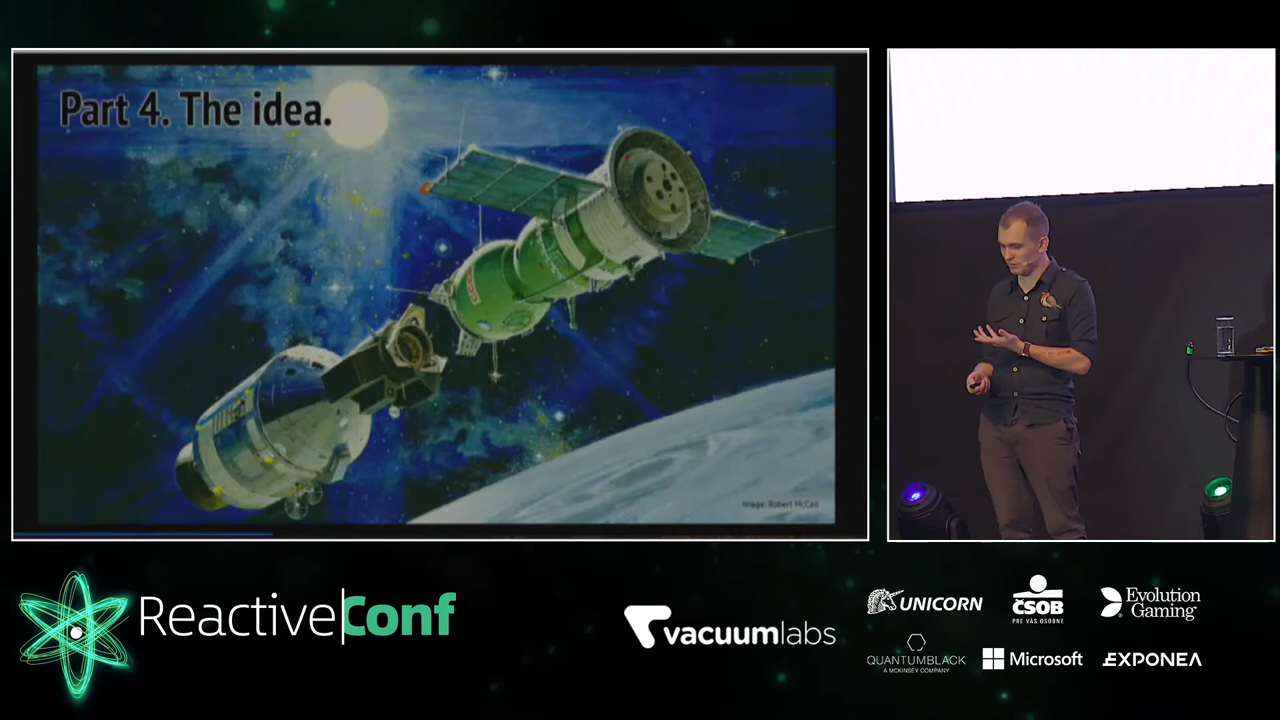 Part 4. The idea.
Image: Robert McCall
ReactiveConf
vacuumlabs
UNICORN
ČSOB
PRE VÁS OSOBNE
Evolution
Gaming
QUANTUMBLACK
A MCKINSEY COMPANY
Microsoft
EXPONEA